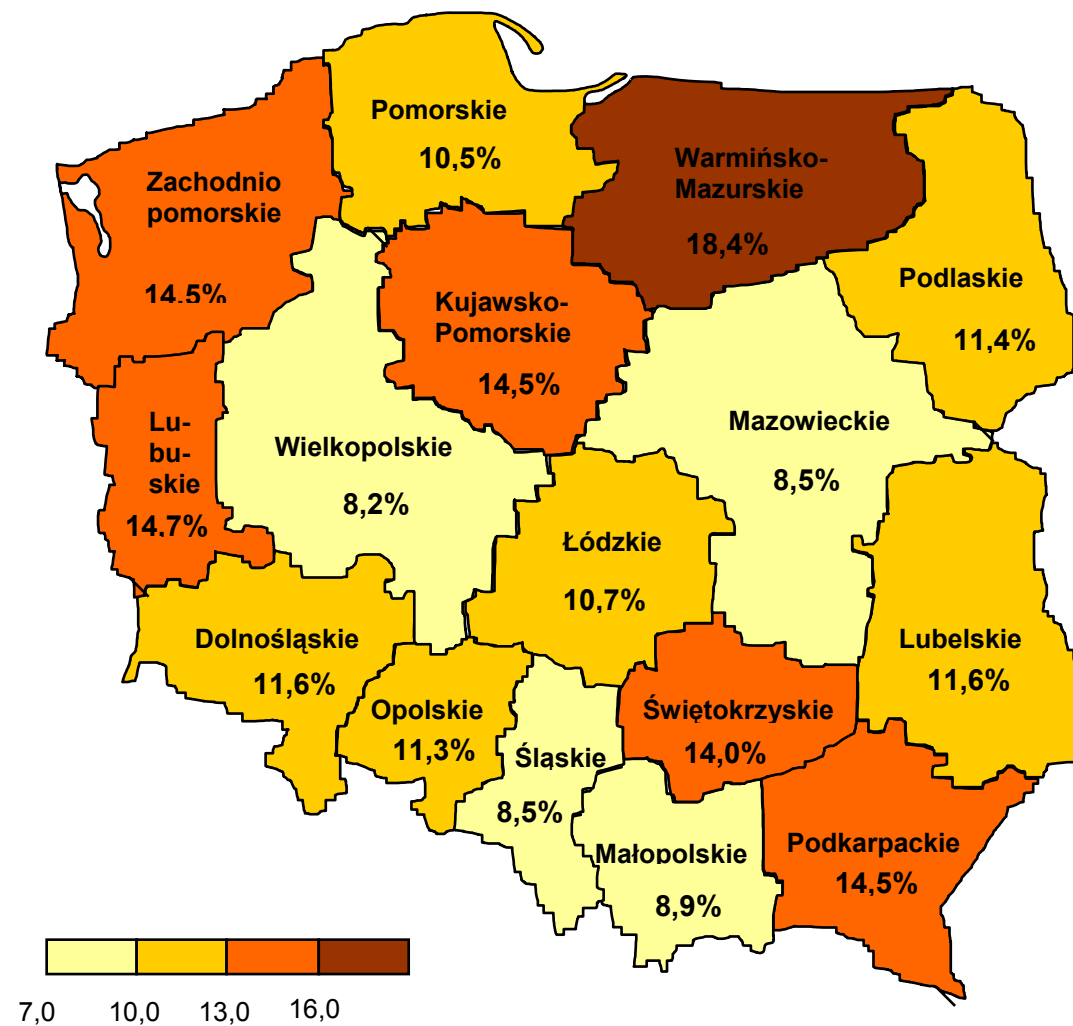 Pomorskie
10,5%
Warmińsko-
Mazurskie
18,4%
Zachodnio
pomorskie
14,5%
Podlaskie
11,4%
Kujawsko-
Pomorskie
14,5%
Lu-
bu-
skie
14,7%
Wielkopolskie
8,2%
Mazowieckie
8,5%
Łódzkie
10,7%
Dolnośląskie
11,6%
Lubelskie
11,6%
Opolskie
11,3%
Śląskie
8,5%
Świętokrzyskie
14,0%
Małopolskie
8,9%
Podkarpackie
14,5%
7,0 10,0 13,0 16,0